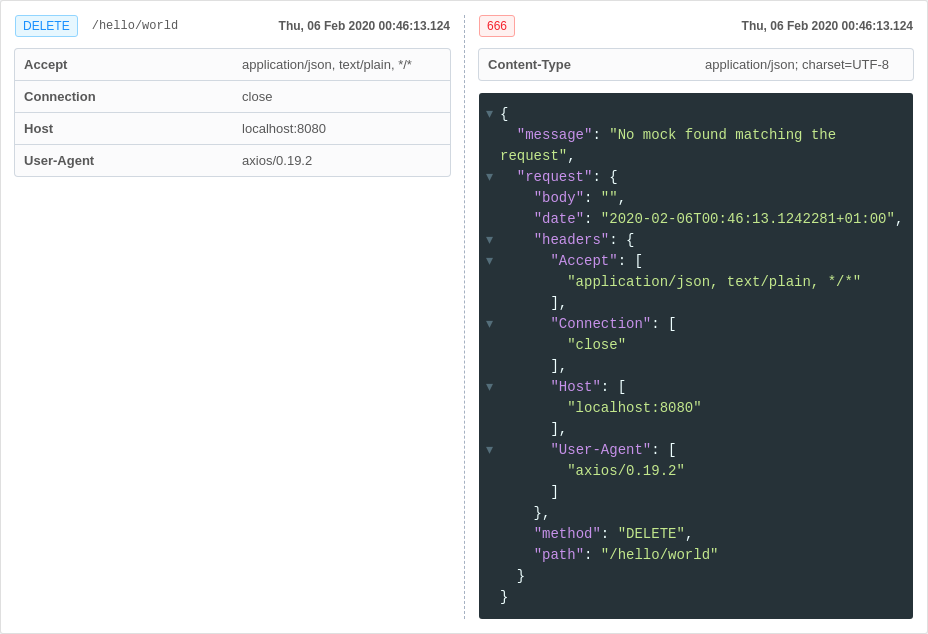 DELETE /hello/world Thu, 06 Feb 2020 00:46:13.124
Accept application/json, text/plain, */*
Connection close
Host localhost:8080
User-Agent axios/0.19.2
666 Thu, 06 Feb 2020 00:46:13.124
Content-Type application/json; charset=UTF-8
{
"message": "No mock found matching the
request",
"request": {
"body": "",
"date": "2020-02-06T00:46:13.1242281+01:00",
"headers": {
"Accept": [
"application/json, text/plain, */*"
],
"Connection": [
"close"
],
"Host": [
"localhost:8080"
],
"User-Agent": [
"axios/0.19.2"
]
},
"method": "DELETE",
"path": "/hello/world"
}
}